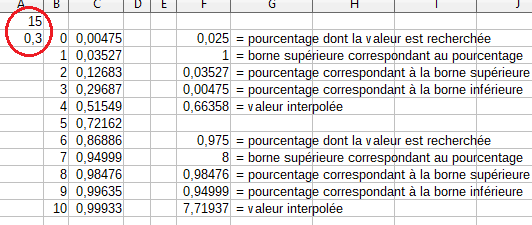 A B C D E F G H I J
15
0,3 0 0,00475 0,025 = pourcentage dont la valeur est recherchée
1 0,03527 1 = borne supérieure correspondant au pourcentage
2 0,12683 0,03527 = pourcentage correspondant à la borne supérieure
3 0,29687 0,00475 = pourcentage correspondant à la borne inférieure
4 0,51549 0,66358 = valeur interpolée
5 0,72162
6 0,86886 0,975 = pourcentage dont la valeur est recherchée
7 0,94999 8 = borne supérieure correspondant au pourcentage
8 0,98476 0,98476 = pourcentage correspondant à la borne supérieure
9 0,99635 0,94999 = pourcentage correspondant à la borne inférieure
10 0,99933 7,71937 = valeur interpolée